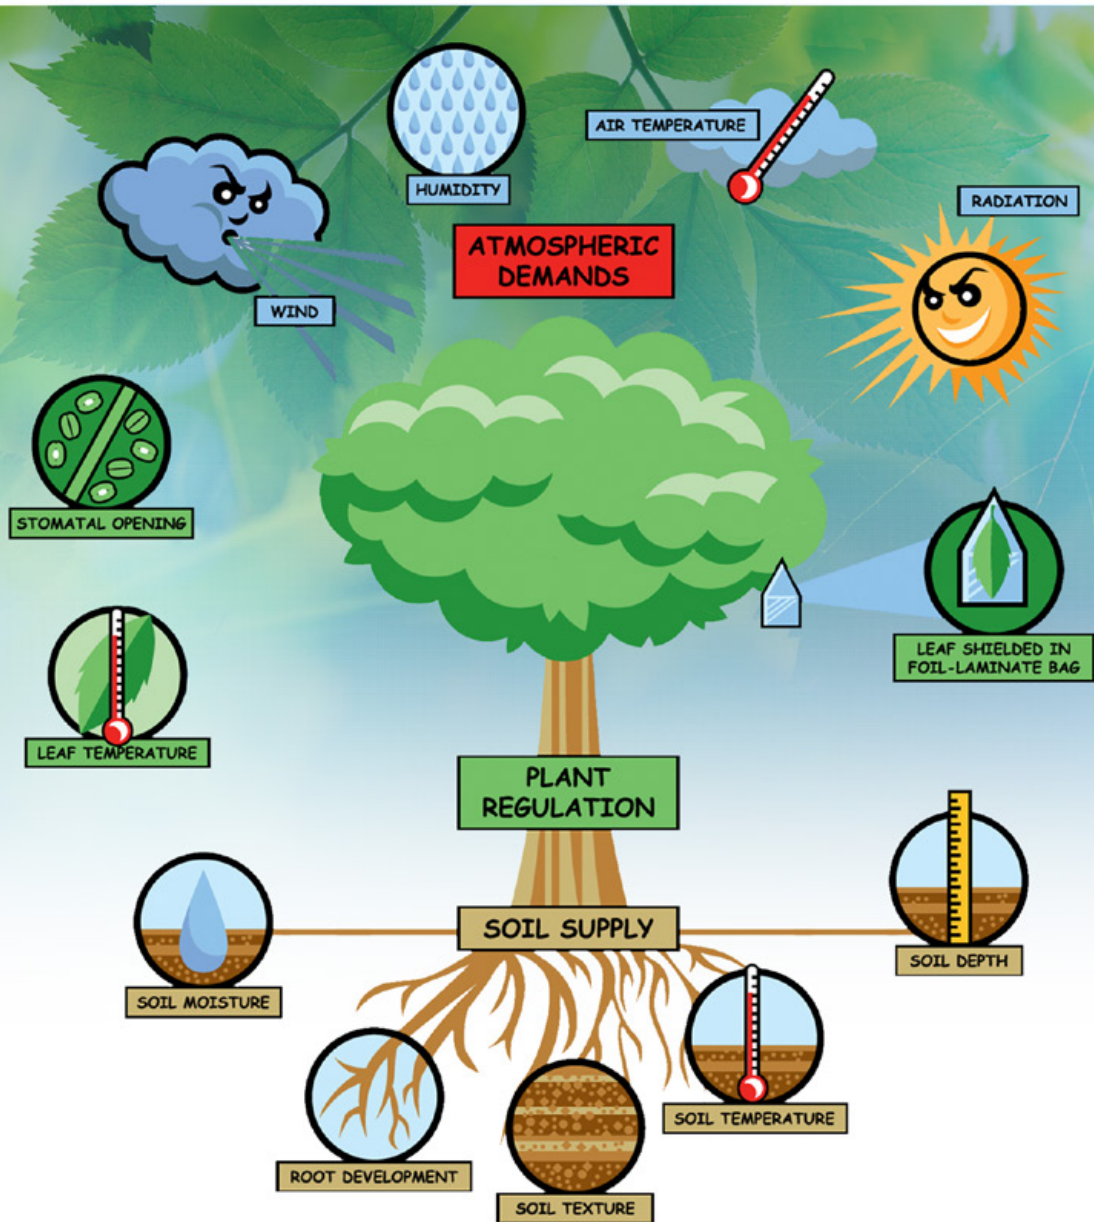 HUMIDITY
AIR TEMPERATURE
RADIATION
ATMOSPHERIC
DEMANDS
WIND
STOMATAL OPENING
LEAF SHIELDED IN
FOIL-LAMINATE BAG
LEAF TEMPERATURE
PLANT
REGULATION
SOIL SUPPLY
SOIL DEPTH
SOIL MOISTURE
SOIL TEMPERATURE
ROOT DEVELOPMENT
SOIL TEXTURE